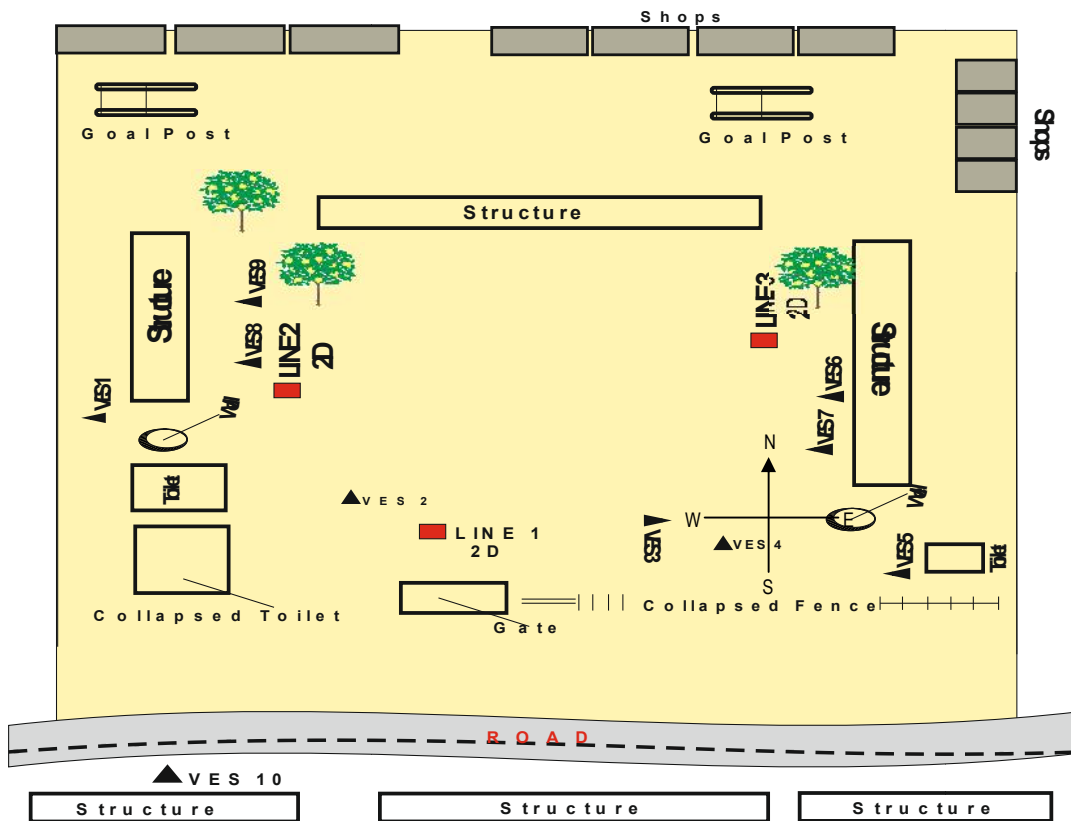 Shops
Shops
Goal Post
Goal Post
Structure
Structure
VES9
LINE3
2D
VES8
LINE2
2D
Structure
VES6
VES1
VES7
N
Toilet
VES 2
W
E
LINE 1
2D
VES3
VES 4
VES5
Toilet
S
Collapsed Toilet
Collapsed Fence
Gate
ROAD
VES 10
Structure
Structure
Structure